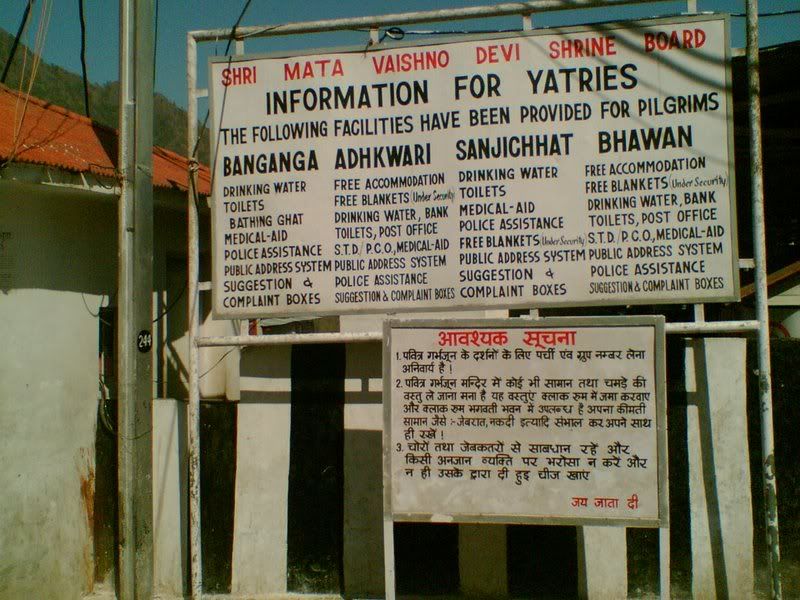 SHRI MATA VAISHNO DEVI SHRINE BOARD
INFORMATION FOR YATRIES
THE FOLLOWING FACILITIES HAVE BEEN PROVIDED FOR PILGRIMS
BANGANGA
DRINKING WATER
TOILETS
BATHING GHAT
MEDICAL-AID
POLICE ASSISTANCE
PUBLIC ADDRESS SYSTEM
SUGGESTION &
COMPLAINT BOXES
ADHKWARI
FREE ACCOMMODATION
FREE BLANKETS (Under Security)
DRINKING WATER, BANK
TOILETS, POST OFFICE
S.T.D/P.C.O., MEDICAL-AID
PUBLIC ADDRESS SYSTEM
POLICE ASSISTANCE
SUGGESTION & COMPLAINT BOXES
SANJICHHAT
DRINKING WATER
TOILETS
MEDICAL-AID
POLICE ASSISTANCE
FREE BLANKETS (Under Security)
PUBLIC ADDRESS SYSTEM
SUGGESTION &
COMPLAINT BOXES
BHAWAN
FREE ACCOMMODATION
FREE BLANKETS (Under Security)
DRINKING WATER, BANK
TOILETS, POST OFFICE
S.T.D./P.C.O., MEDICAL-AID
PUBLIC ADDRESS SYSTEM
POLICE ASSISTANCE
SUGGESTION & COMPLAINT BOXES
244
आवश्यक सूचना
1. पवित्र गर्भजून के दर्शनों के लिए पर्ची एंव ग्रुप नम्बर लेना
अनिवार्य है !
2. पवित्र गर्भजून मन्दिर में कोई भी सामान तथा चमड़े की
वस्तु ले जाना मना है यह वस्तुएं क्लाक रुम में जमा करवाए
और क्लाक रुम भगवती भवन में उपलब्ध है अपना कीमती
सामान जैसे :- जेबरात, नकदी इत्यादि संभाल कर अपने साथ
ही रखें !
3. चोरों तथा जेबकतरों से साबधान रहें और
किसी अनजान व्यक्ति पर भरोसा न करें और
न ही उसके द्वारा दी हुइ चीज खाएं
जय जाता दी